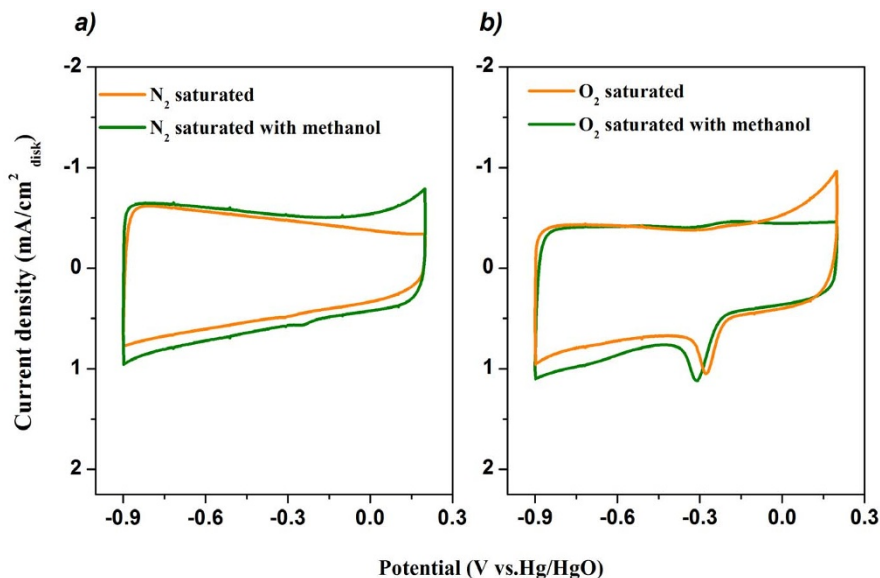 a)
b)
N₂ saturated
N₂ saturated with methanol
O₂ saturated
O₂ saturated with methanol
Current density (mA/cm²disk)
-2
-1
0
1
2
-2
-1
0
1
2
-0.9
-0.6
-0.3
0.0
0.3
-0.9
-0.6
-0.3
0.0
0.3
Potential (V vs.Hg/HgO)